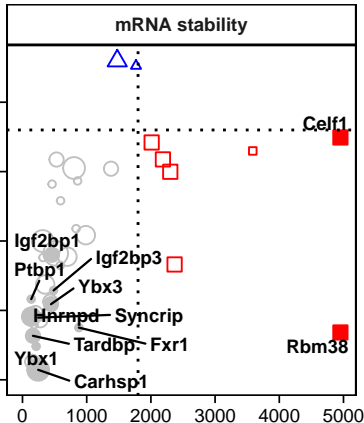 mRNA stability
Celf1
Igf2bp1
Igf2bp3
Ptbp1
Ybx3
Hnrnpd
Syncrip
Tardbp
Fxr1
Rbm38
Ybx1
Carhsp1
0 1000 2000 3000 4000 5000